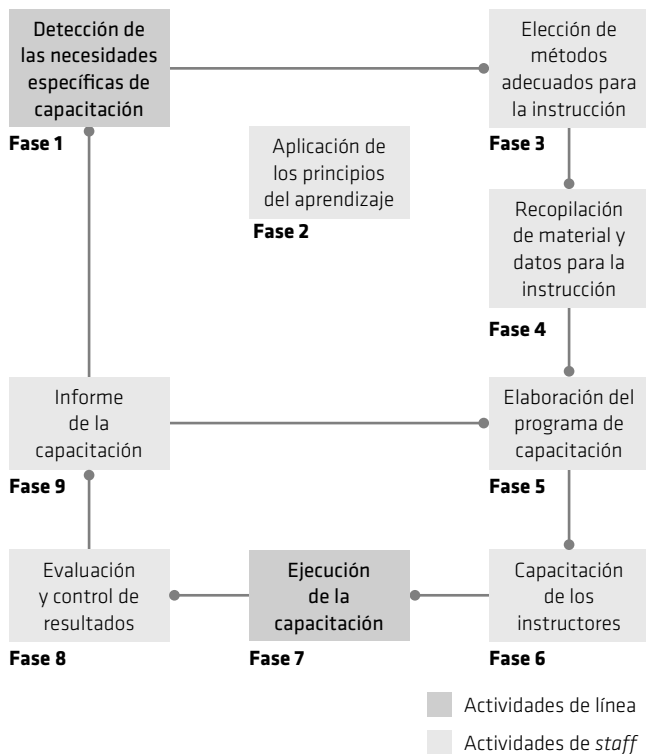 Detección de
las necesidades
específicas de
capacitación
Fase 1
Elección de
métodos
adecuados para
la instrucción
Fase 3
Aplicación de
los principios
del aprendizaje
Fase 2
Recopilación
de material y
datos para la
instrucción
Fase 4
Informe
de la
capacitación
Fase 9
Elaboración del
programa de
capacitación
Fase 5
Evaluación
y control de
resultados
Fase 8
Ejecución
de la
capacitación
Fase 7
Capacitación
de los
instructores
Fase 6
Actividades de línea
Actividades de staff